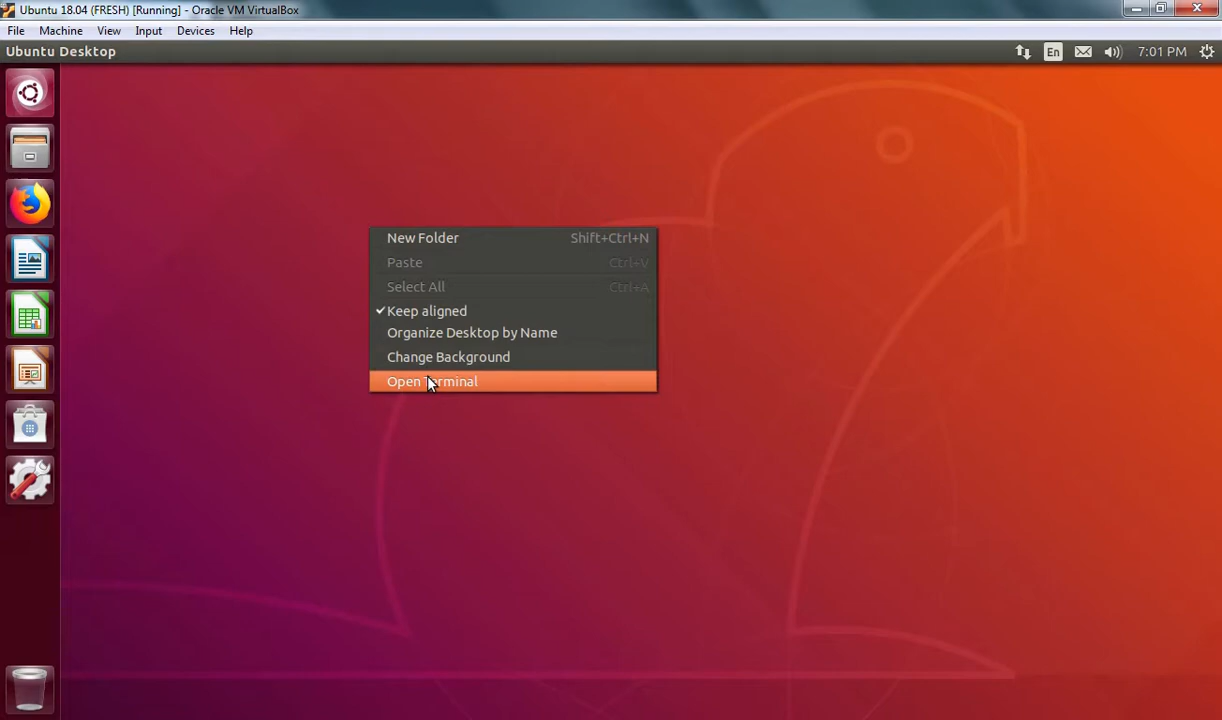 Ubuntu 18.04 (FRESH) [Running] - Oracle VM VirtualBox
File Machine View Input Devices Help
Ubuntu Desktop En 7:01 PM
New Folder Shift+Ctrl+N
Paste Ctrl+V
Select All Ctrl+A
Keep aligned
Organize Desktop by Name
Change Background
Open Terminal